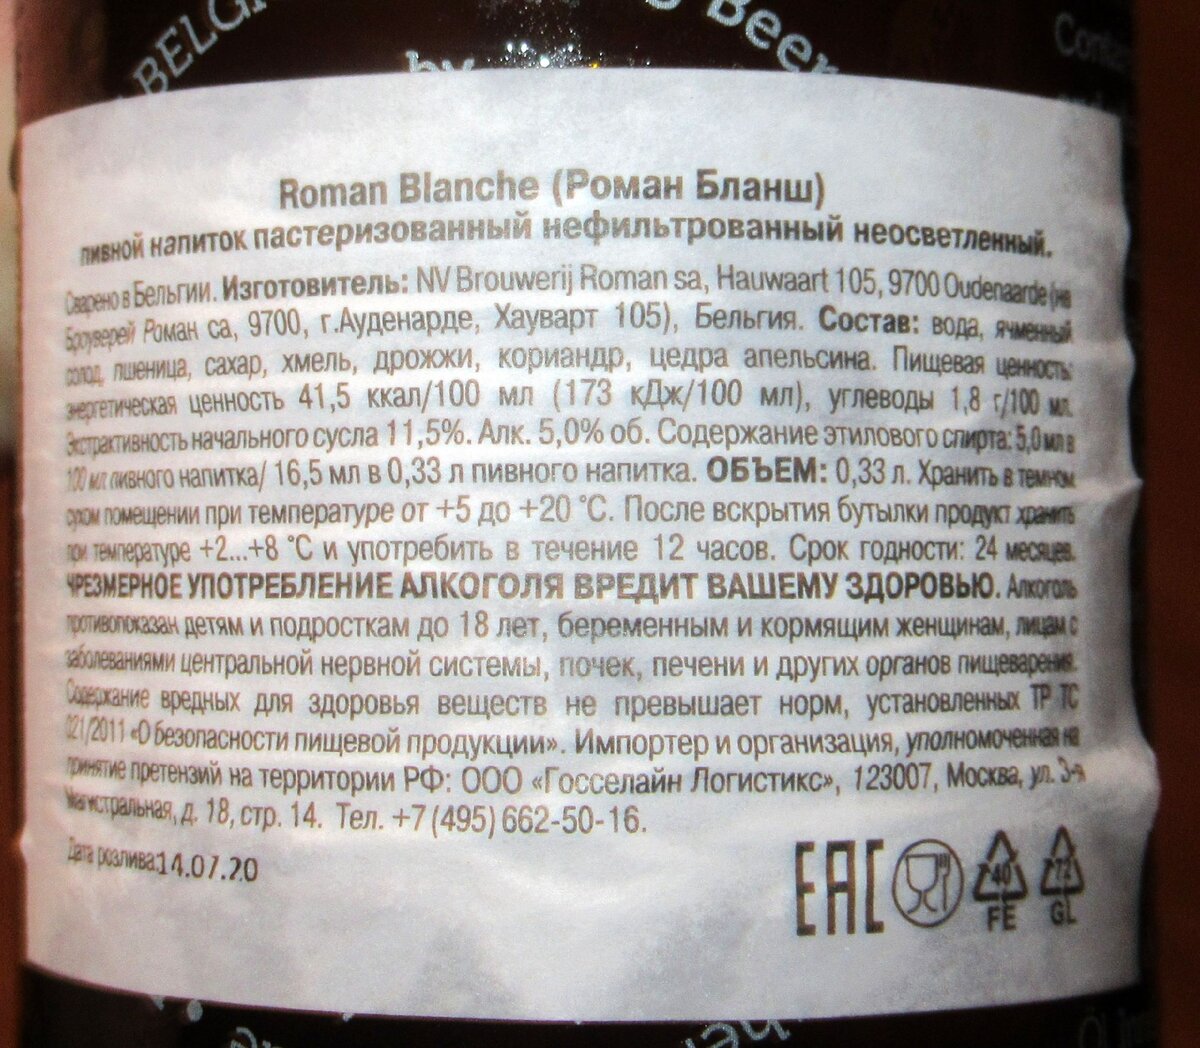 BELGI
by
Beer
Conta
Roman Blanche (Роман Бланш)
пивной напиток пастеризованный нефильтрованный неосветленный.
Сварено в Бельгии. Изготовитель: NV Brouwerij Roman sa, Hauwaart 105, 9700 Oudenaarde (нв
Броуверей Роман са, 9700, г.Ауденарде, Хауварт 105), Бельгия. Состав: вода, ячменный
солод, пшеница, сахар, хмель, дрожжи, кориандр, цедра апельсина. Пищевая ценность:
энергетическая ценность 41,5 ккал/100 мл (173 кДж/100 мл), углеводы 1,8 г/100 мл.
Экстрактивность начального сусла 11,5%. Алк. 5,0% об. Содержание этилового спирта: 5,0 мл в
100 мл пивного напитка/ 16,5 мл в 0,33 л пивного напитка. ОБЪЕМ: 0,33 л. Хранить в темном
сухом помещении при температуре от +5 до +20 °C. После вскрытия бутылки продукт хранить
при температуре +2...+8 °C и употребить в течение 12 часов. Срок годности: 24 месяцев.
ЧРЕЗМЕРНОЕ УПОТРЕБЛЕНИЕ АЛКОГОЛЯ ВРЕДИТ ВАШЕМУ ЗДОРОВЬЮ. Алкоголь
противопоказан детям и подросткам до 18 лет, беременным и кормящим женщинам, лицам с
заболеваниями центральной нервной системы, почек, печени и других органов пищеварения.
Содержание вредных для здоровья веществ не превышает норм, установленных ТР ТС
021/2011 «О безопасности пищевой продукции». Импортер и организация, уполномоченная на
принятие претензий на территории РФ: ООО «Госселайн Логистикс», 123007, Москва, ул. 3-я
Магистральная, д. 18, стр. 14. Тел. +7 (495) 662-50-16.
Дата розлива:14.07.20
EAC
40
FE
72
GL